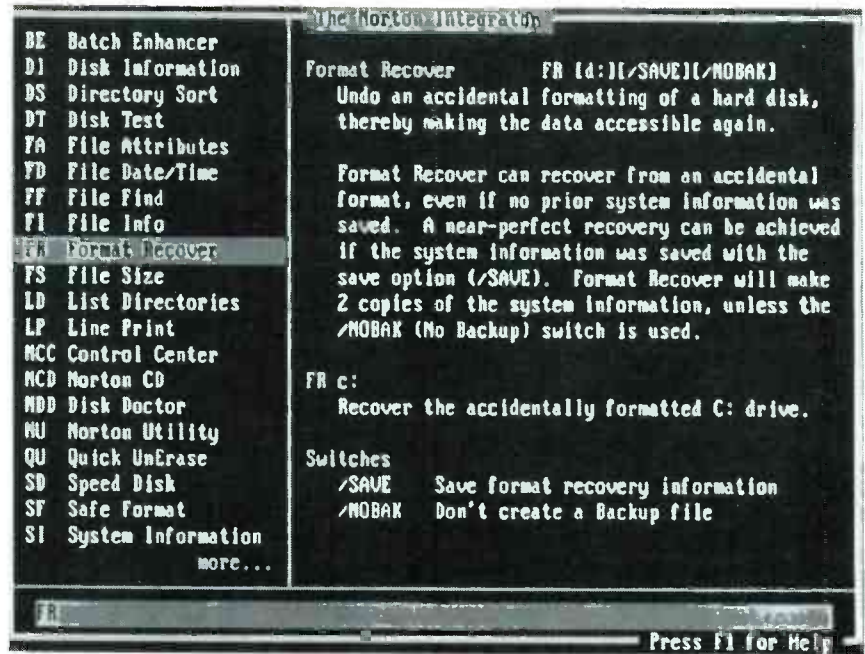 The Norton Integrator
BE Batch Enhancer
DI Disk Information
DS Directory Sort
DT Disk Test
FA File Attributes
FD File Date/Time
FF File Find
FI File Info
FR Format Recover
FS File Size
LD List Directories
LP Line Print
NCC Control Center
NCD Norton CD
NDD Disk Doctor
NU Norton Utility
QU Quick UnErase
SD Speed Disk
SF Safe Format
SI System Information
more...
Format Recover FR [d:][/SAVE][/NOBAK]
Undo an accidental formatting of a hard disk,
thereby making the data accessible again.
Format Recover can recover from an accidental
format, even if no prior system information was
saved. A near-perfect recovery can be achieved
if the system information was saved with the
save option (/SAVE). Format Recover will make
2 copies of the system information, unless the
/NOBAK (No Backup) switch is used.
FR c:
Recover the accidentally formatted C: drive.
Switches
/SAVE Save format recovery information
/NOBAK Don't create a Backup file
FR
Press F1 for Help